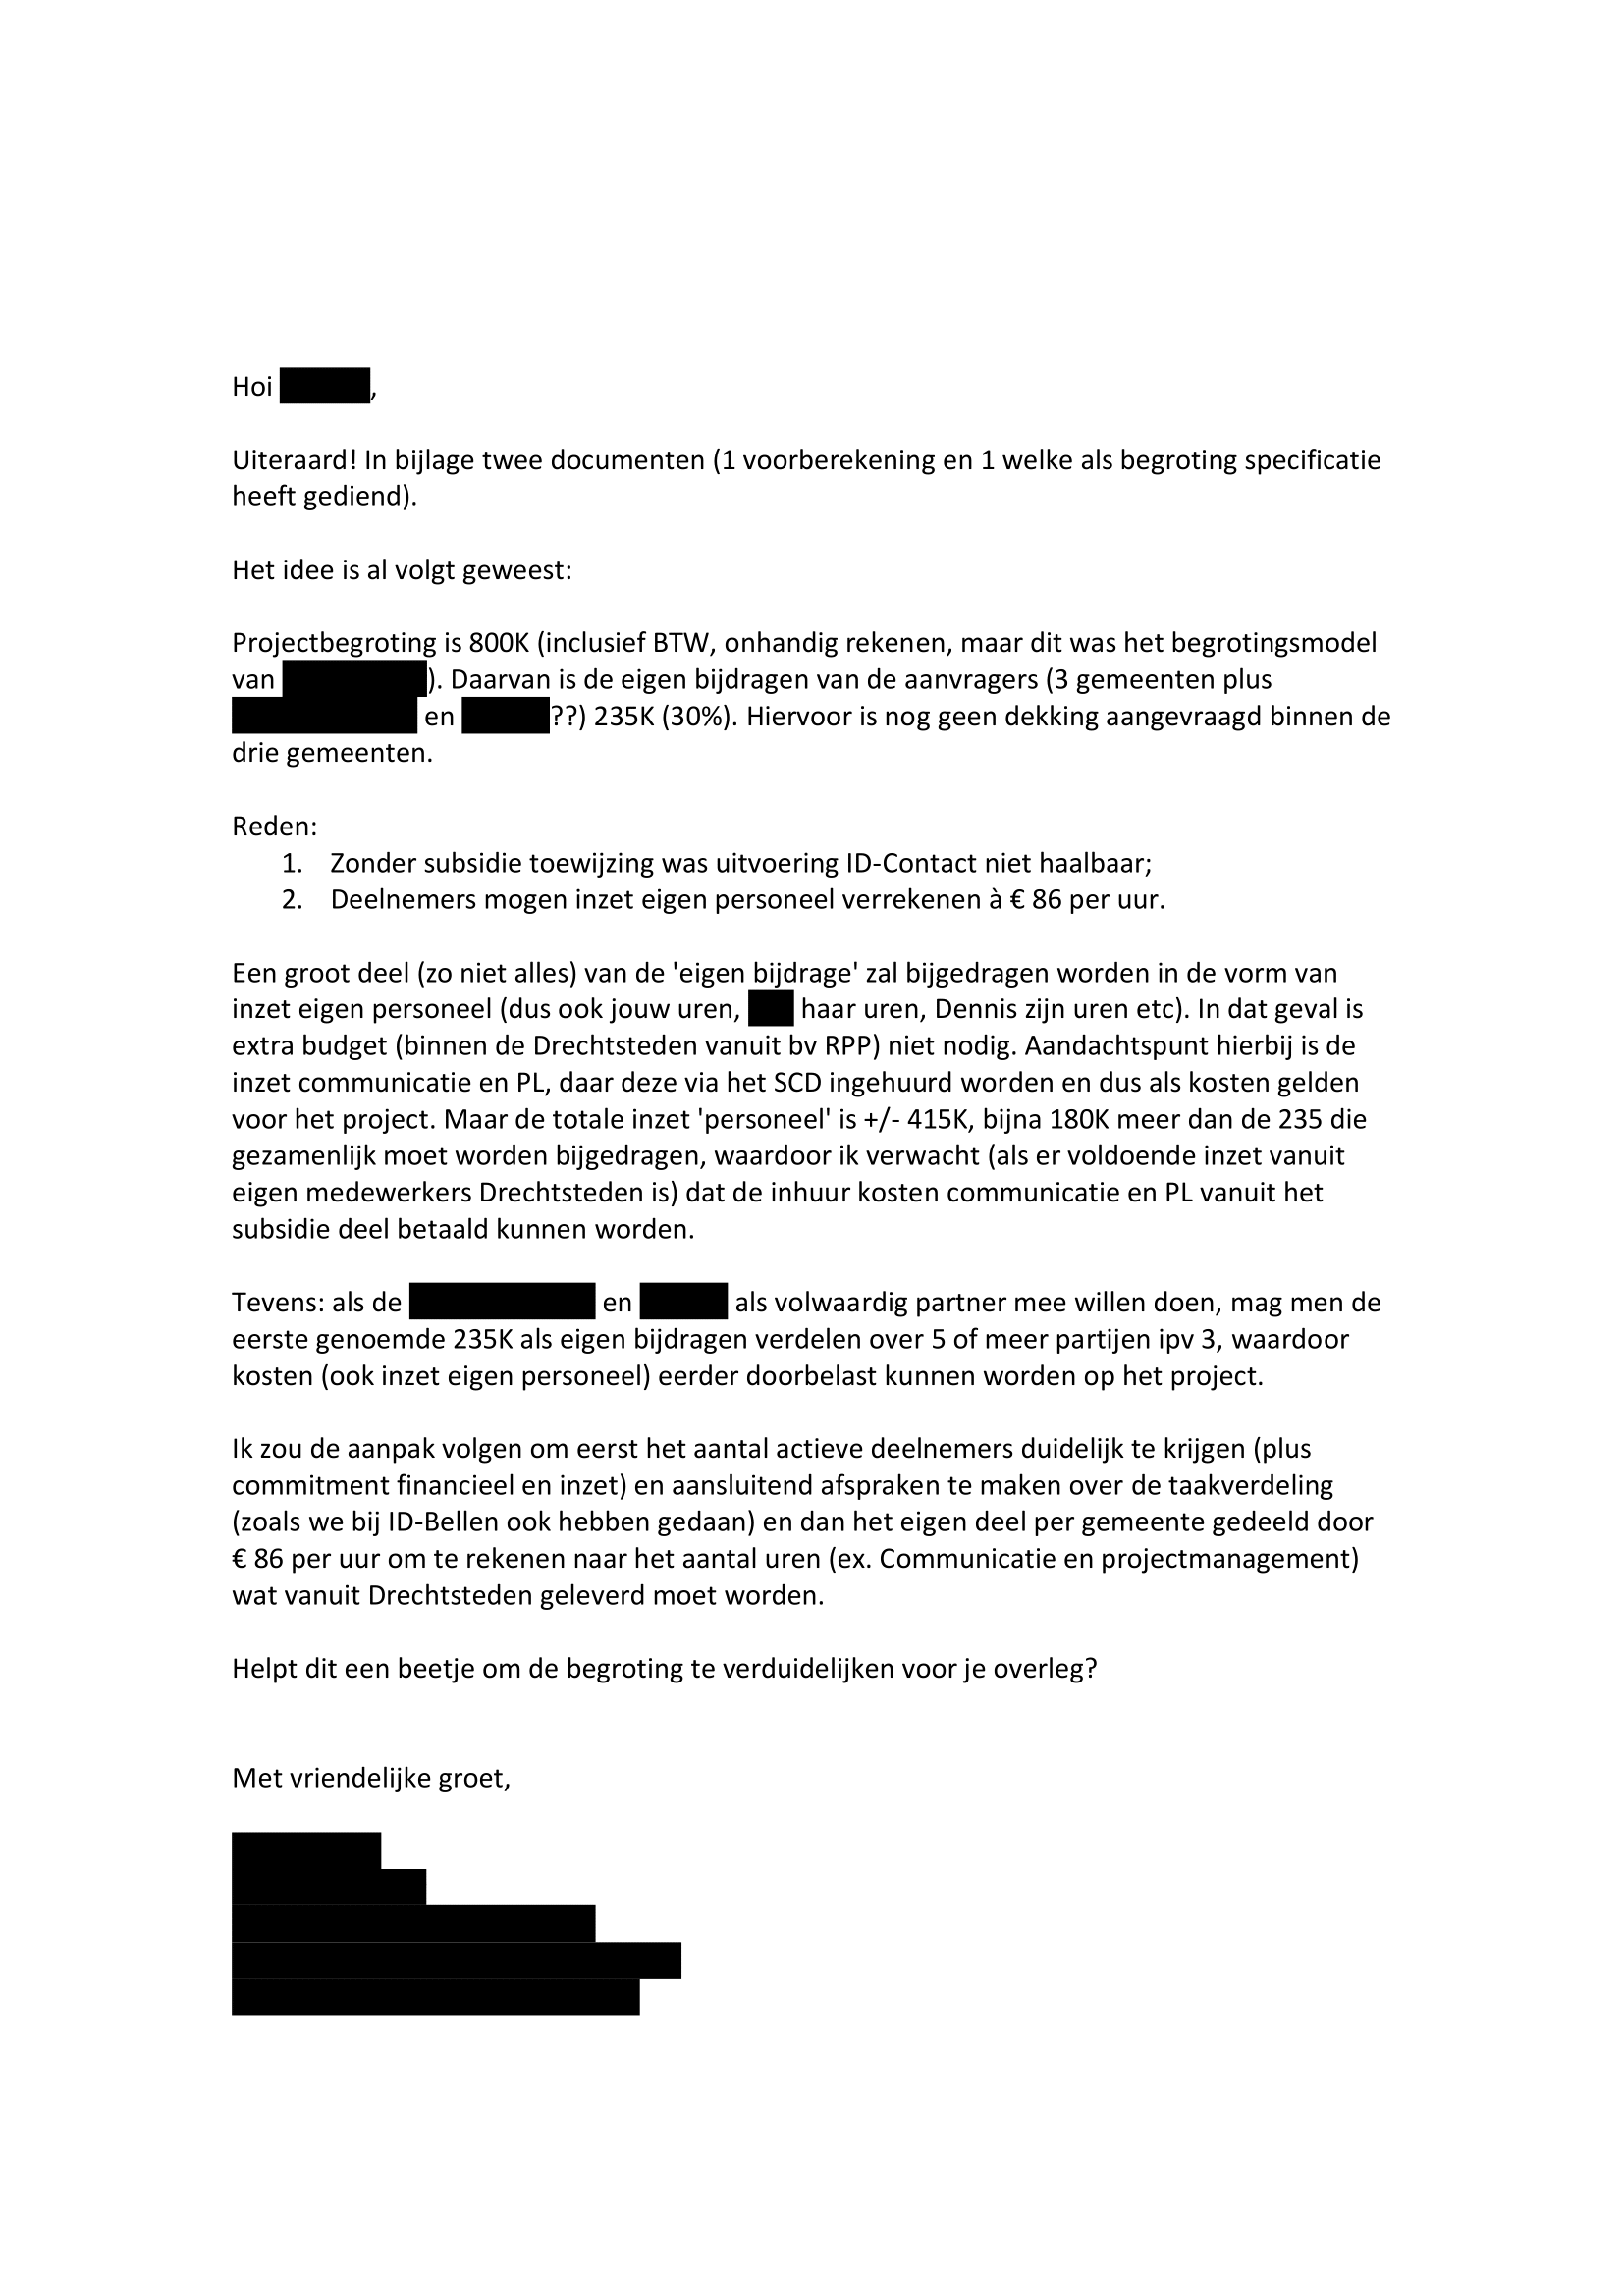 Hoi ,
Uiteraard! In bijlage twee documenten (1 voorberekening en 1 welke als begroting specificatie
heeft gediend).
Het idee is al volgt geweest:
Projectbegroting is 800K (inclusief BTW, onhandig rekenen, maar dit was het begrotingsmodel
van ). Daarvan is de eigen bijdragen van de aanvragers (3 gemeenten plus
en ??) 235K (30%). Hiervoor is nog geen dekking aangevraagd binnen de
drie gemeenten.
Reden:
1. Zonder subsidie toewijzing was uitvoering ID-Contact niet haalbaar;
2. Deelnemers mogen inzet eigen personeel verrekenen à € 86 per uur.
Een groot deel (zo niet alles) van de 'eigen bijdrage' zal bijgedragen worden in de vorm van
inzet eigen personeel (dus ook jouw uren, haar uren, Dennis zijn uren etc). In dat geval is
extra budget (binnen de Drechtsteden vanuit bv RPP) niet nodig. Aandachtspunt hierbij is de
inzet communicatie en PL, daar deze via het SCD ingehuurd worden en dus als kosten gelden
voor het project. Maar de totale inzet 'personeel' is +/- 415K, bijna 180K meer dan de 235 die
gezamenlijk moet worden bijgedragen, waardoor ik verwacht (als er voldoende inzet vanuit
eigen medewerkers Drechtsteden is) dat de inhuur kosten communicatie en PL vanuit het
subsidie deel betaald kunnen worden.
Tevens: als de en als volwaardig partner mee willen doen, mag men de
eerste genoemde 235K als eigen bijdragen verdelen over 5 of meer partijen ipv 3, waardoor
kosten (ook inzet eigen personeel) eerder doorbelast kunnen worden op het project.
Ik zou de aanpak volgen om eerst het aantal actieve deelnemers duidelijk te krijgen (plus
commitment financieel en inzet) en aansluitend afspraken te maken over de taakverdeling
(zoals we bij ID-Bellen ook hebben gedaan) en dan het eigen deel per gemeente gedeeld door
€ 86 per uur om te rekenen naar het aantal uren (ex. Communicatie en projectmanagement)
wat vanuit Drechtsteden geleverd moet worden.
Helpt dit een beetje om de begroting te verduidelijken voor je overleg?
Met vriendelijke groet,